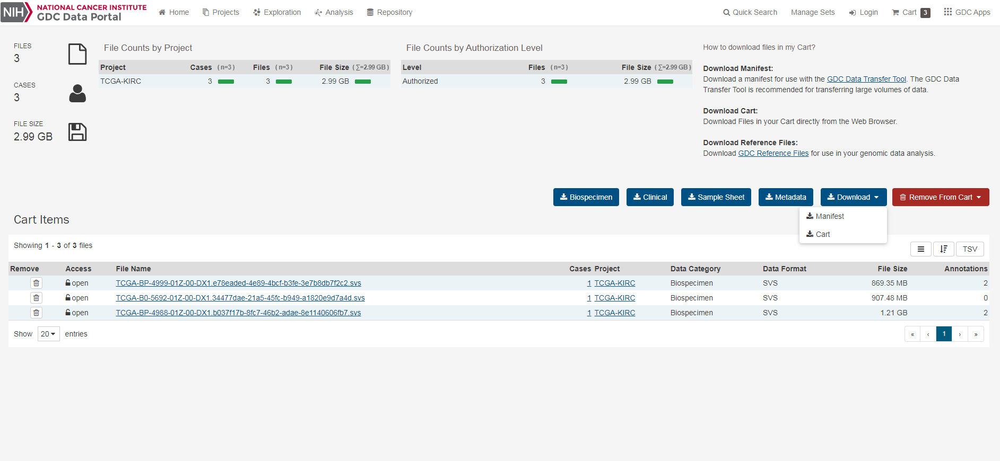 NIH NATIONAL CANCER INSTITUTE
GDC Data Portal
Home Projects Exploration Analysis Repository Quick Search Manage Sets Login Cart 3 GDC Apps
FILES
3
CASES
3
FILE SIZE
2.99 GB
File Counts by Project
Project Cases (n=3) Files (n=3) File Size (∑=2.99 GB)
TCGA-KIRC 3 3 2.99 GB
File Counts by Authorization Level
Level Files (n=3) File Size (∑=2.99 GB)
Authorized 3 2.99 GB
How to download files in my Cart?
Download Manifest:
Download a manifest for use with the GDC Data Transfer Tool. The GDC Data
Transfer Tool is recommended for transferring large volumes of data.
Download Cart:
Download Files in your Cart directly from the Web Browser.
Download Reference Files:
Download GDC Reference Files for use in your genomic data analysis.
Biospecimen Clinical Sample Sheet Metadata Download Remove From Cart
Manifest
Cart
Cart Items
Showing 1 - 3 of 3 files
TSV
Remove Access File Name Cases Project Data Category Data Format File Size Annotations
open TCGA-BP-4999-01Z-00-DX1.e78eaded-4e89-4bcf-b3fe-3e7b8db7f2c2.svs 1 TCGA-KIRC Biospecimen SVS 869.35 MB 2
open TCGA-B0-5692-01Z-00-DX1.34477dae-21a5-45fc-b949-a1820e9d7a4d.svs 1 TCGA-KIRC Biospecimen SVS 907.48 MB 0
open TCGA-BP-4988-01Z-00-DX1.b037f17b-8fc7-46b2-adae-8e1140606fb7.svs 1 TCGA-KIRC Biospecimen SVS 1.21 GB 2
Show 20 entries
« ‹ 1 › »